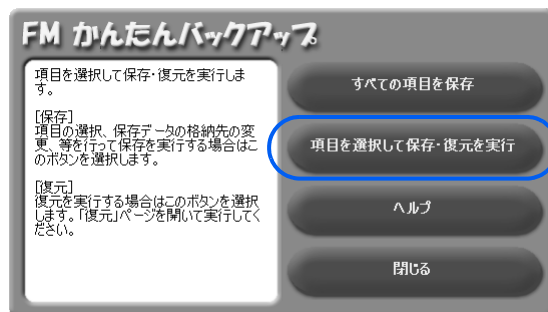 FM かんたんバックアップ
項目を選択して保存・復元を実行しま
す。
[保存]
項目の選択、保存データの格納先の変
更、等を行って保存を実行する場合はこ
のボタンを選択します。
[復元]
復元を実行する場合はこのボタンを選択
します。「復元」ページを開いて実行してく
ださい。
すべての項目を保存
項目を選択して保存・復元を実行
ヘルプ
閉じる